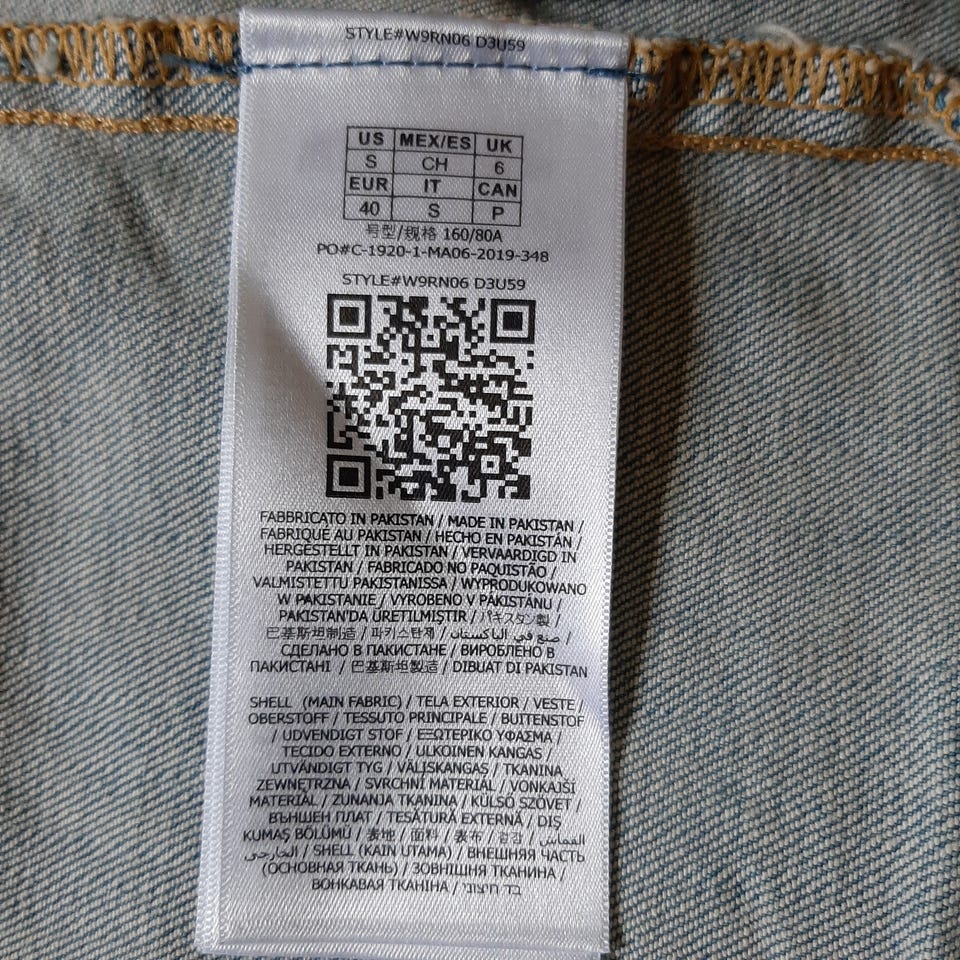 STYLE#W9RN06 D3U59
US MEX/ES UK
S CH 6
EUR IT CAN
40 S P
号型/规格 160/80A
PO#C-1920-1-MA06-2019-348
STYLE#W9RN06 D3U59
FABBRICATO IN PAKISTAN / MADE IN PAKISTAN /
FABRIQUÉ AU PAKISTAN / HECHO EN PAKISTÁN /
HERGESTELLT IN PAKISTAN / VERVAARDIGD IN
PAKISTAN / FABRICADO NO PAQUISTÃO /
VALMISTETTU PAKISTANISSA / WYPRODUKOWANO
W PAKISTANIE / VYROBENO V PÁKISTÁNU /
PAKISTAN'DA ÜRETILMIŞTIR / パキスタン製 /
巴基斯坦制造 / 파키스탄제 / صنع في الباكستان /
СДЕЛАНО В ПАКИСТАНЕ / ВИРОБЛЕНО В
ПАКИСТАНІ / 巴基斯坦製造 / DIBUAT DI PAKISTAN
SHELL (MAIN FABRIC) / TELA EXTERIOR / VESTE /
OBERSTOFF / TESSUTO PRINCIPALE / BUITENSTOF
/ UDVENDIGT STOF / ΕΞΩΤΕΡΙΚΟ ΥΦΑΣΜΑ /
TECIDO EXTERNO / ULKOINEN KANGAS /
UTVÄNDIGT TYG / VÄLISKANGAS / TKANINA
ZEWNĘTRZNA / SVRCHNÍ MATERIÁL / VONKAJŠÍ
MATERIÁL / ZUNANJA TKANINA / KÜLSŐ SZÖVET /
ВЪНШЕН ПЛАТ / ȚESĂTURĂ EXTERNĂ / DIŞ
KUMAŞ BÖLÜMÜ / 表地 / 面料 / 表布 / 겉감 / القماش
الخارجي / SHELL (KAIN UTAMA) / ВНЕШНЯЯ ЧАСТЬ
(ОСНОВНАЯ ТКАНЬ) / ЗОВНІШНЯ ТКАНИНА /
ВОНКАВАЯ ТКАНІНА / בד חיצוני